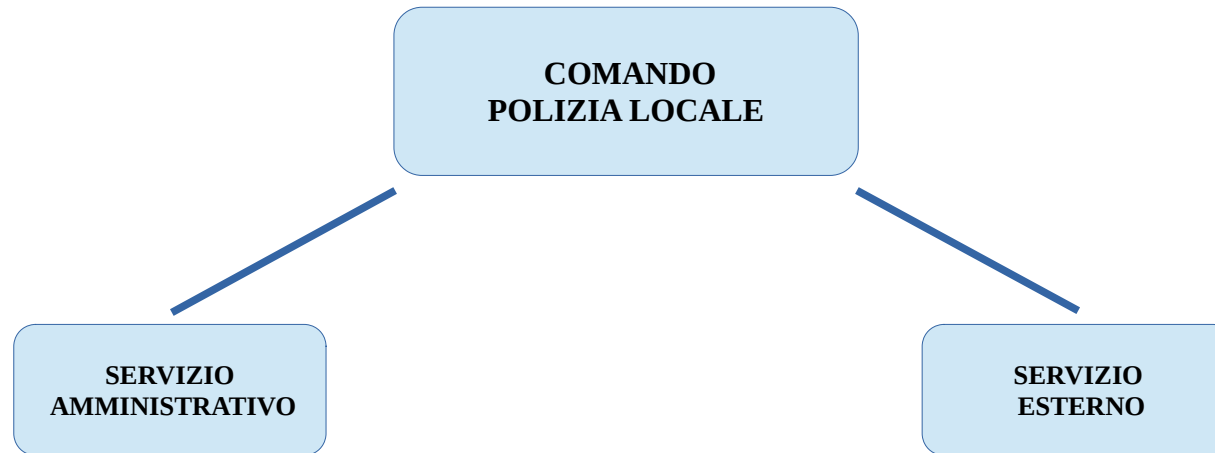 COMANDO
POLIZIA LOCALE
SERVIZIO
AMMINISTRATIVO
SERVIZIO
ESTERNO